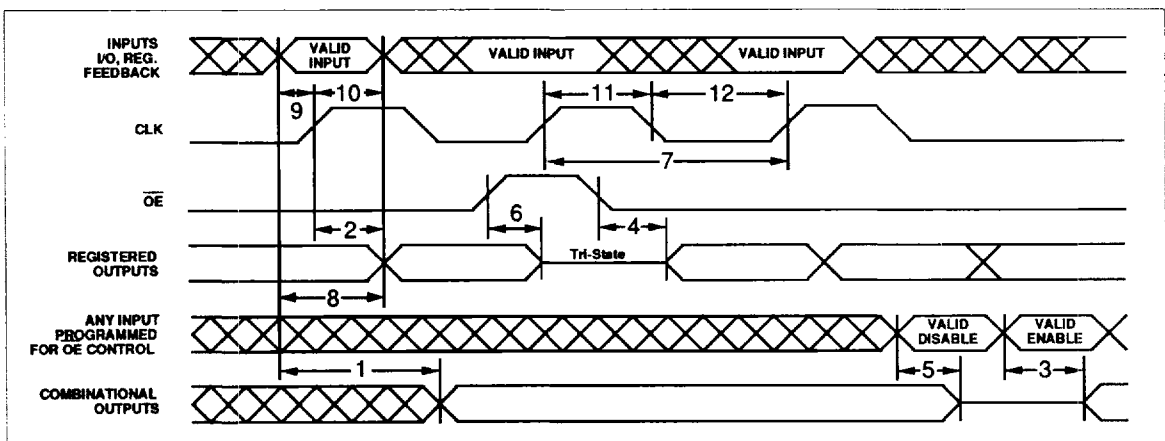 INPUTS
I/O, REG.
FEEDBACK
VALID
INPUT
VALID INPUT
VALID INPUT
9
10
11
12
CLK
7
OE
6
4
2
REGISTERED
OUTPUTS
Tri-State
8
ANY INPUT
PROGRAMMED
FOR OE CONTROL
VALID
DISABLE
VALID
ENABLE
1
5
3
COMBINATIONAL
OUTPUTS